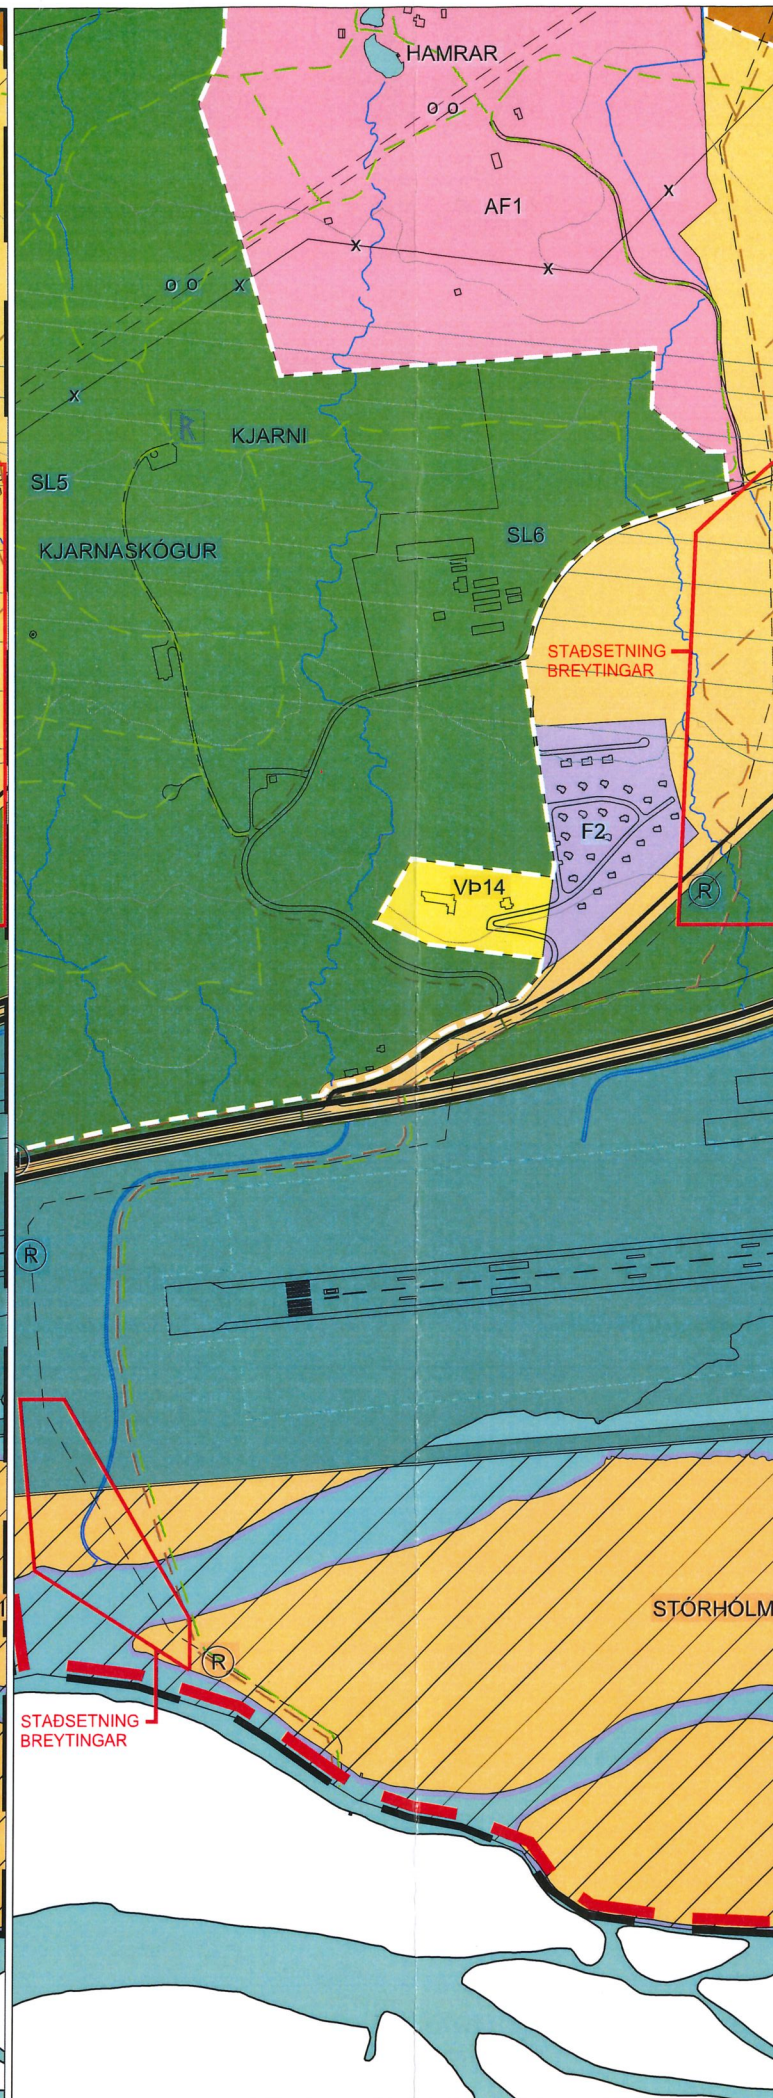 HAMRAR
o o
AF1
x
x
x
o o
x
x
R
KJARNI
SL5
SL6
KJARNASKÓGUR
STAÐSETNING
BREYTINGAR
F2
VÞ14
R
R
STÓRHÓLM
R
STAÐSETNING
BREYTINGAR